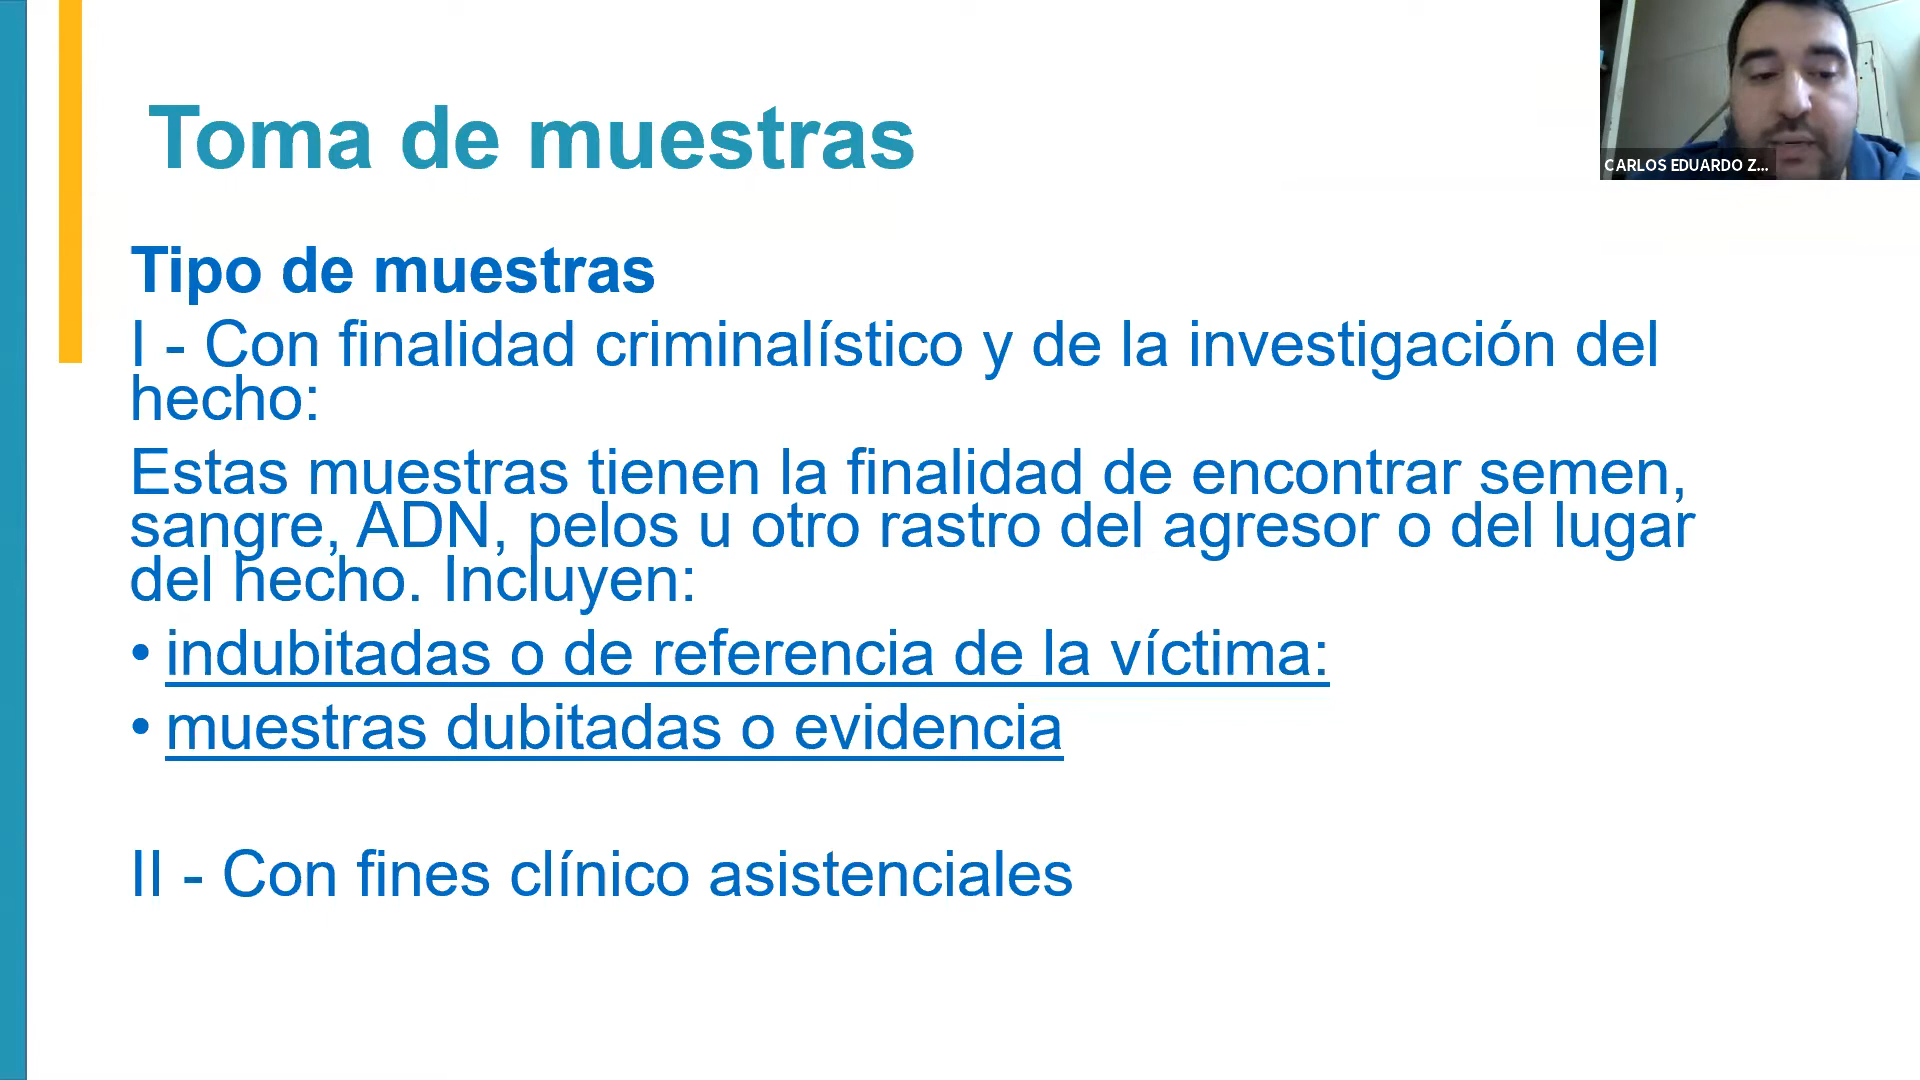 Toma de muestras
CARLOS EDUARDO Z...
Tipo de muestras
I - Con finalidad criminalístico y de la investigación del
hecho:
Estas muestras tienen la finalidad de encontrar semen,
sangre, ADN, pelos u otro rastro del agresor o del lugar
del hecho. Incluyen:
• indubitadas o de referencia de la víctima:
• muestras dubitadas o evidencia
II - Con fines clínico asistenciales